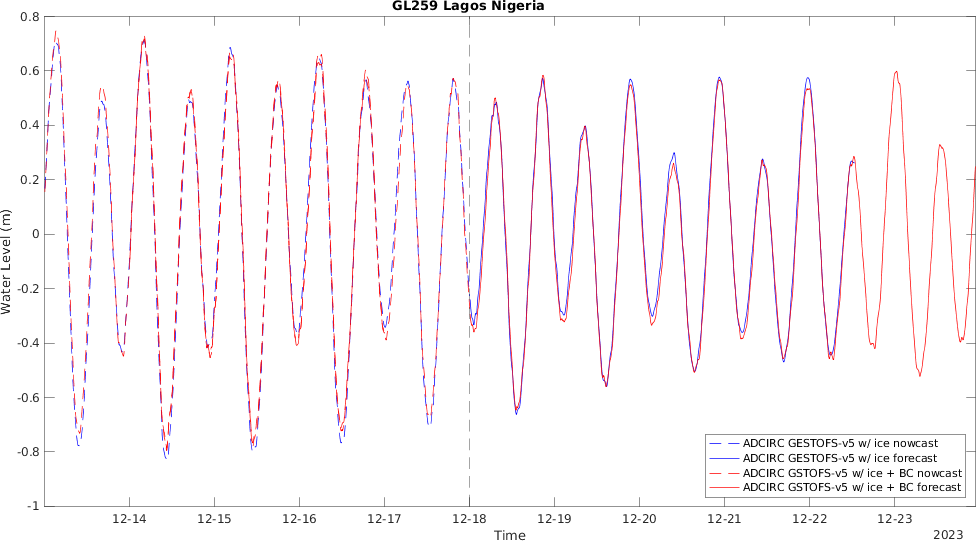 GL259 Lagos Nigeria
0.8
0.6
0.4
0.2
0
-0.2
-0.4
-0.6
-0.8
-1
Water Level (m)
ADCIRC GESTOFS-v5 w/ ice nowcast
ADCIRC GESTOFS-v5 w/ ice forecast
ADCIRC GSTOFS-v5 w/ ice + BC nowcast
ADCIRC GSTOFS-v5 w/ ice + BC forecast
12-14 12-15 12-16 12-17 12-18 12-19 12-20 12-21 12-22 12-23
Time
2023